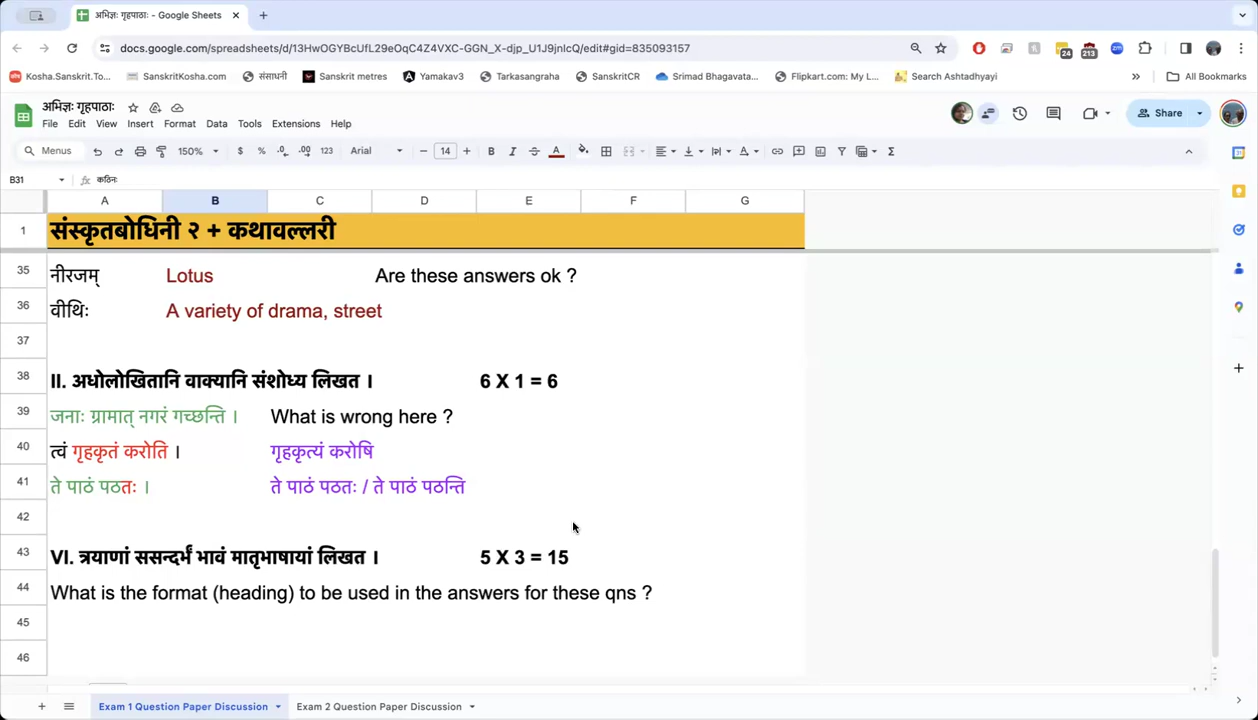 अभिज्ञः गृहपाठाः - Google Sheets
docs.google.com/spreadsheets/d/13HwOGYBcUfL29eOqC4Z4VXC-GGN_X-djp_U1J9jnIcQ/edit#gid=835093157
24
213
zm
Kosha.Sanskrit.To...
SanskritKosha.com
संसाधनी
Sanskrit metres
Yamakav3
Tarkasangraha
SanskritCR
Srimad Bhagavata...
Flipkart.com: My L...
Search Ashtadhyayi
All Bookmarks
अभिज्ञः गृहपाठाः
File Edit View Insert Format Data Tools Extensions Help
Share
Menus 150% $ % .0 .00 123 Arial 14 B I A
B31 fx कठिनः
A B C D E F G
1 संस्कृतबोधिनी २ + कथावल्लरी
35 नीरजम् Lotus Are these answers ok ?
36 वीथिः A variety of drama, street
37
38 II. अधोलोखितानि वाक्यानि संशोध्य लिखत । 6 X 1 = 6
39 जनाः ग्रामात् नगरं गच्छन्ति । What is wrong here ?
40 त्वं गृहकृतं करोति । गृहकृत्यं करोषि
41 ते पाठं पठतः । ते पाठं पठतः / ते पाठं पठन्ति
42
43 VI. त्रयाणां ससन्दर्भं भावं मातृभाषायां लिखत । 5 X 3 = 15
44 What is the format (heading) to be used in the answers for these qns ?
45
46
Exam 1 Question Paper Discussion Exam 2 Question Paper Discussion